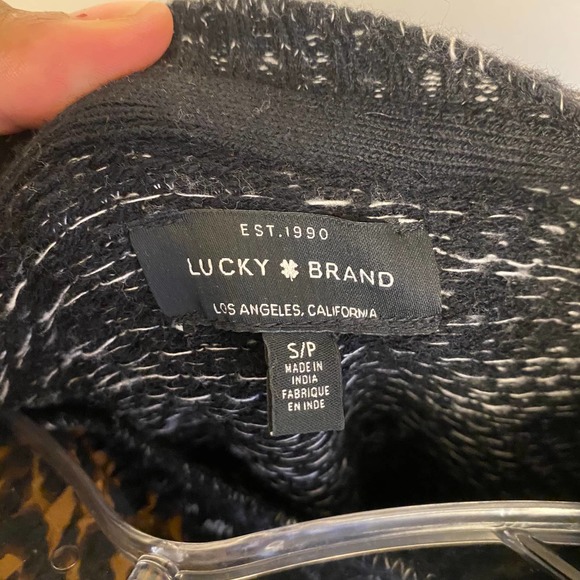 EST.1990
LUCKY BRAND
LOS ANGELES, CALIFORNIA
S/P
MADE IN
INDIA
FABRIQUE
EN INDE